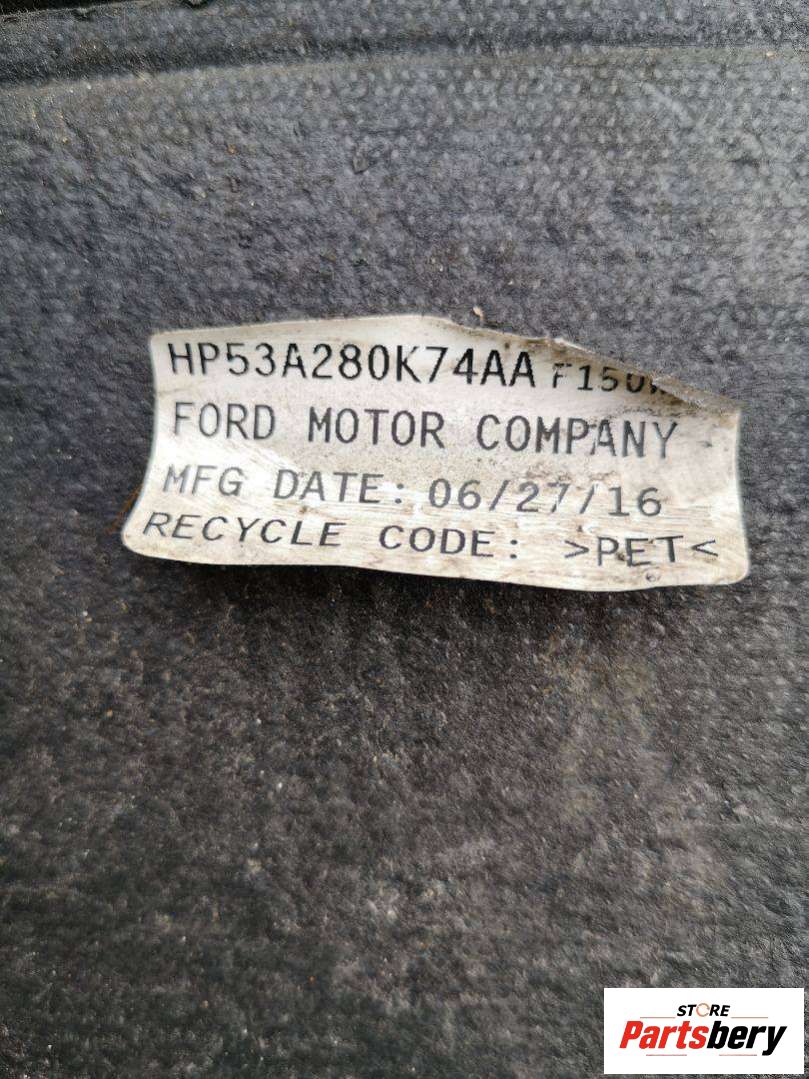 HP53A280K74AA
FORD MOTOR COMPANY
MFG DATE: 06/27/16
RECYCLE CODE: >PET<
STORE
Partsbery